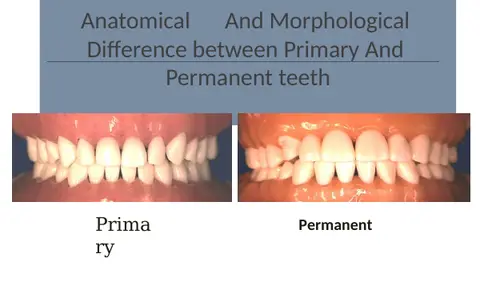 Anatomical And Morphological
Difference between Primary And
Permanent teeth
Prima
ry
Permanent